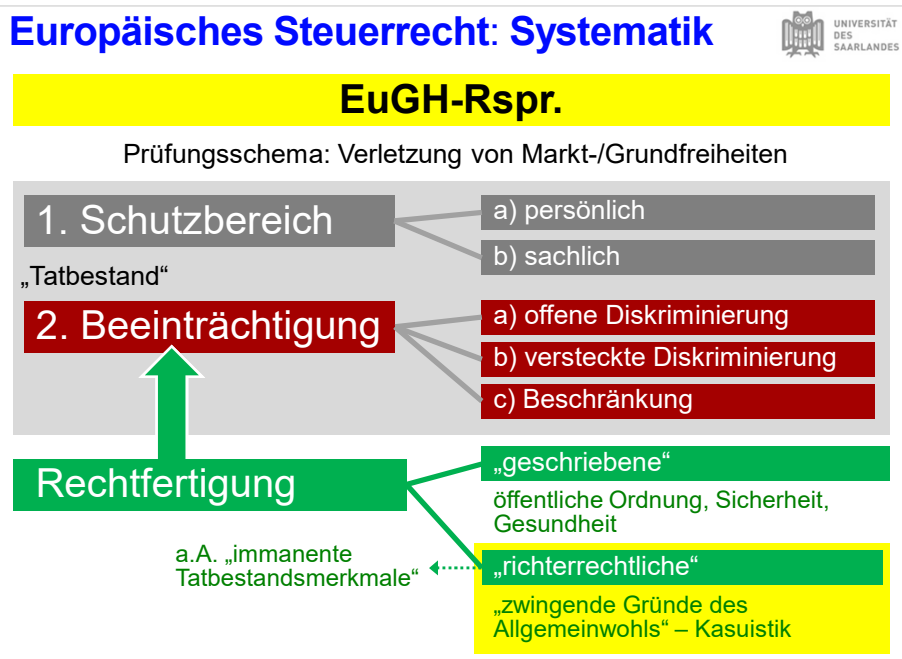 Europäisches Steuerrecht: Systematik
UNIVERSITÄT
DES
SAARLANDES
EuGH-Rspr.
Prüfungsschema: Verletzung von Markt-/Grundfreiheiten
1. Schutzbereich
a) persönlich
b) sachlich
„Tatbestand“
2. Beeinträchtigung
a) offene Diskriminierung
b) versteckte Diskriminierung
c) Beschränkung
Rechtfertigung
„geschriebene“
öffentliche Ordnung, Sicherheit,
Gesundheit
a.A. „immanente
Tatbestandsmerkmale“
„richterrechtliche“
„zwingende Gründe des
Allgemeinwohls“ – Kasuistik